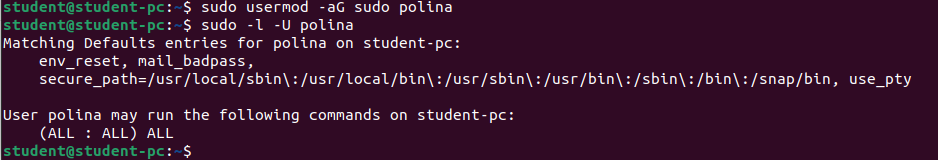 student@student-pc:~$ sudo usermod -aG sudo polina
student@student-pc:~$ sudo -l -U polina
Matching Defaults entries for polina on student-pc:
    env_reset, mail_badpass,
    secure_path=/usr/local/sbin\:/usr/local/bin\:/usr/sbin\:/usr/bin\:/sbin\:/bin\:/snap/bin, use_pty

User polina may run the following commands on student-pc:
    (ALL : ALL) ALL
student@student-pc:~$